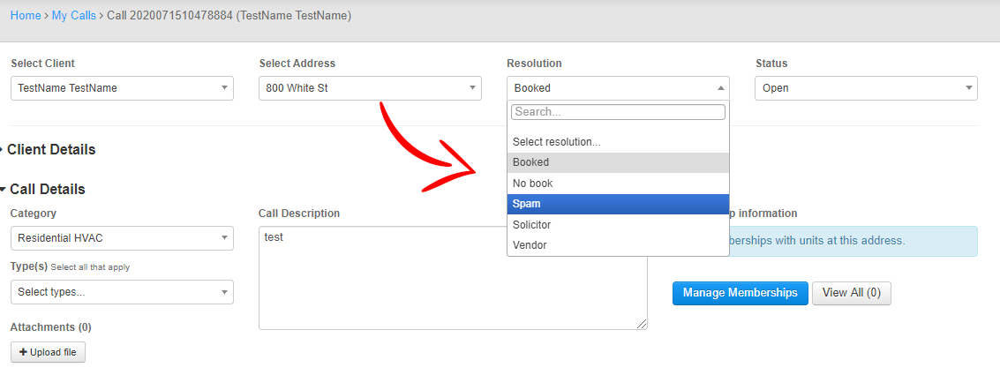 Home > My Calls > Call 2020071510478884 (TestName TestName)
Select Client
TestName TestName
Select Address
800 White St
Resolution
Booked
Search...
Select resolution...
Booked
No book
Spam
Solicitor
Vendor
Status
Open
Client Details
Call Details
Category
Residential HVAC
Type(s) Select all that apply
Select types...
Attachments (0)
+ Upload file
Call Description
test
information
with units at this address.
Manage Memberships
View All (0)